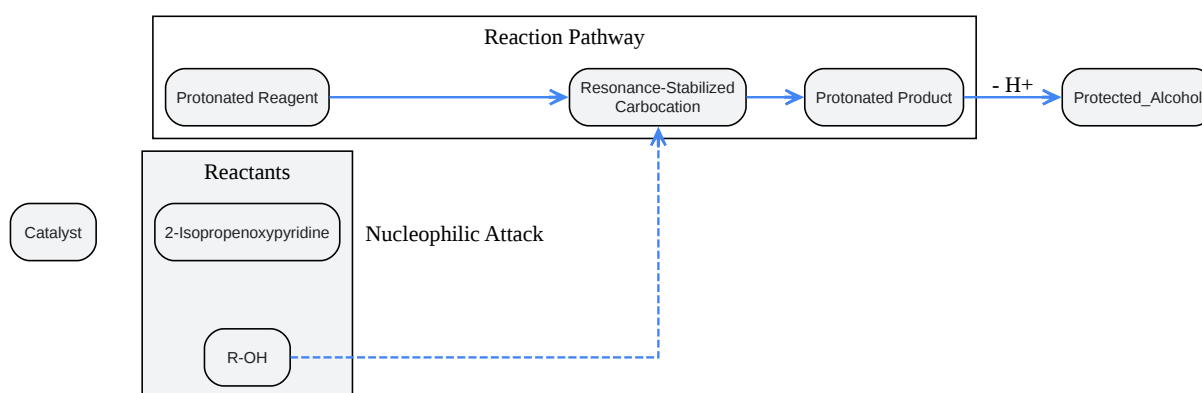 Reaction Pathway
Protonated Reagent
Resonance-Stabilized
Carbocation
Protonated Product
- H+
Protected_Alcohol
Reactants
Catalyst
2-Isopropenoxypyridine
Nucleophilic Attack
R-OH